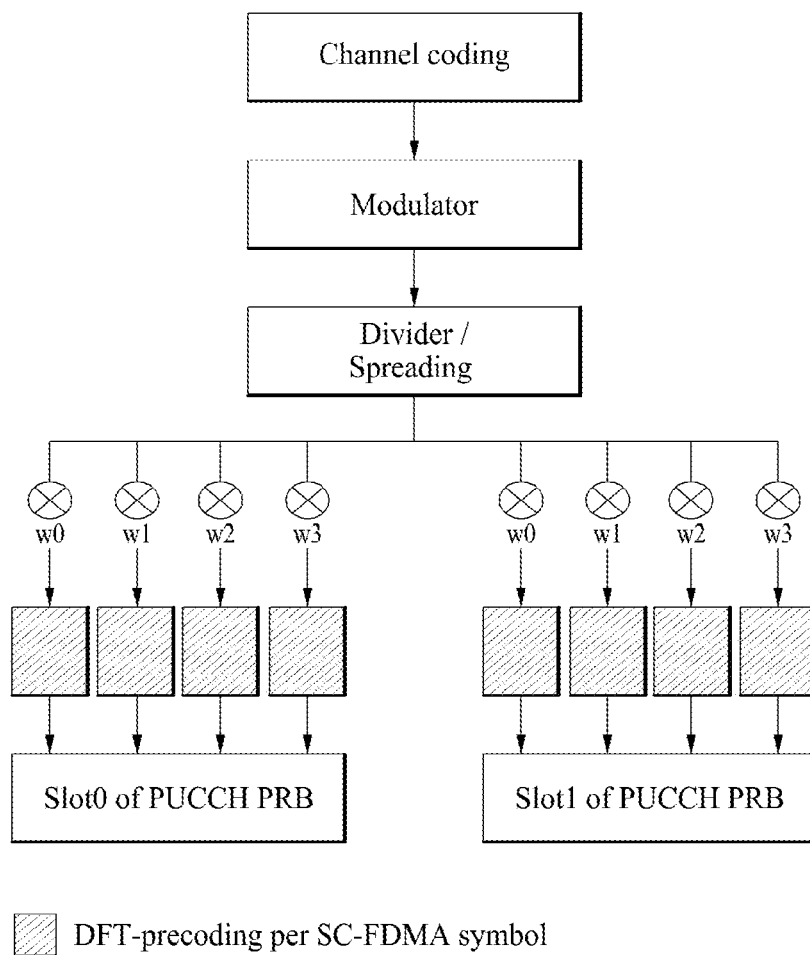 Channel coding
Modulator
Divider /
Spreading
w0 w1 w2 w3 w0 w1 w2 w3
Slot0 of PUCCH PRB Slot1 of PUCCH PRB
DFT-precoding per SC-FDMA symbol